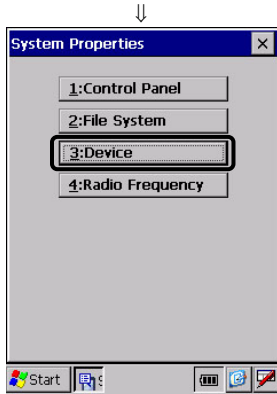 System Properties
1:Control Panel
2:File System
3:Device
4:Radio Frequency
Start